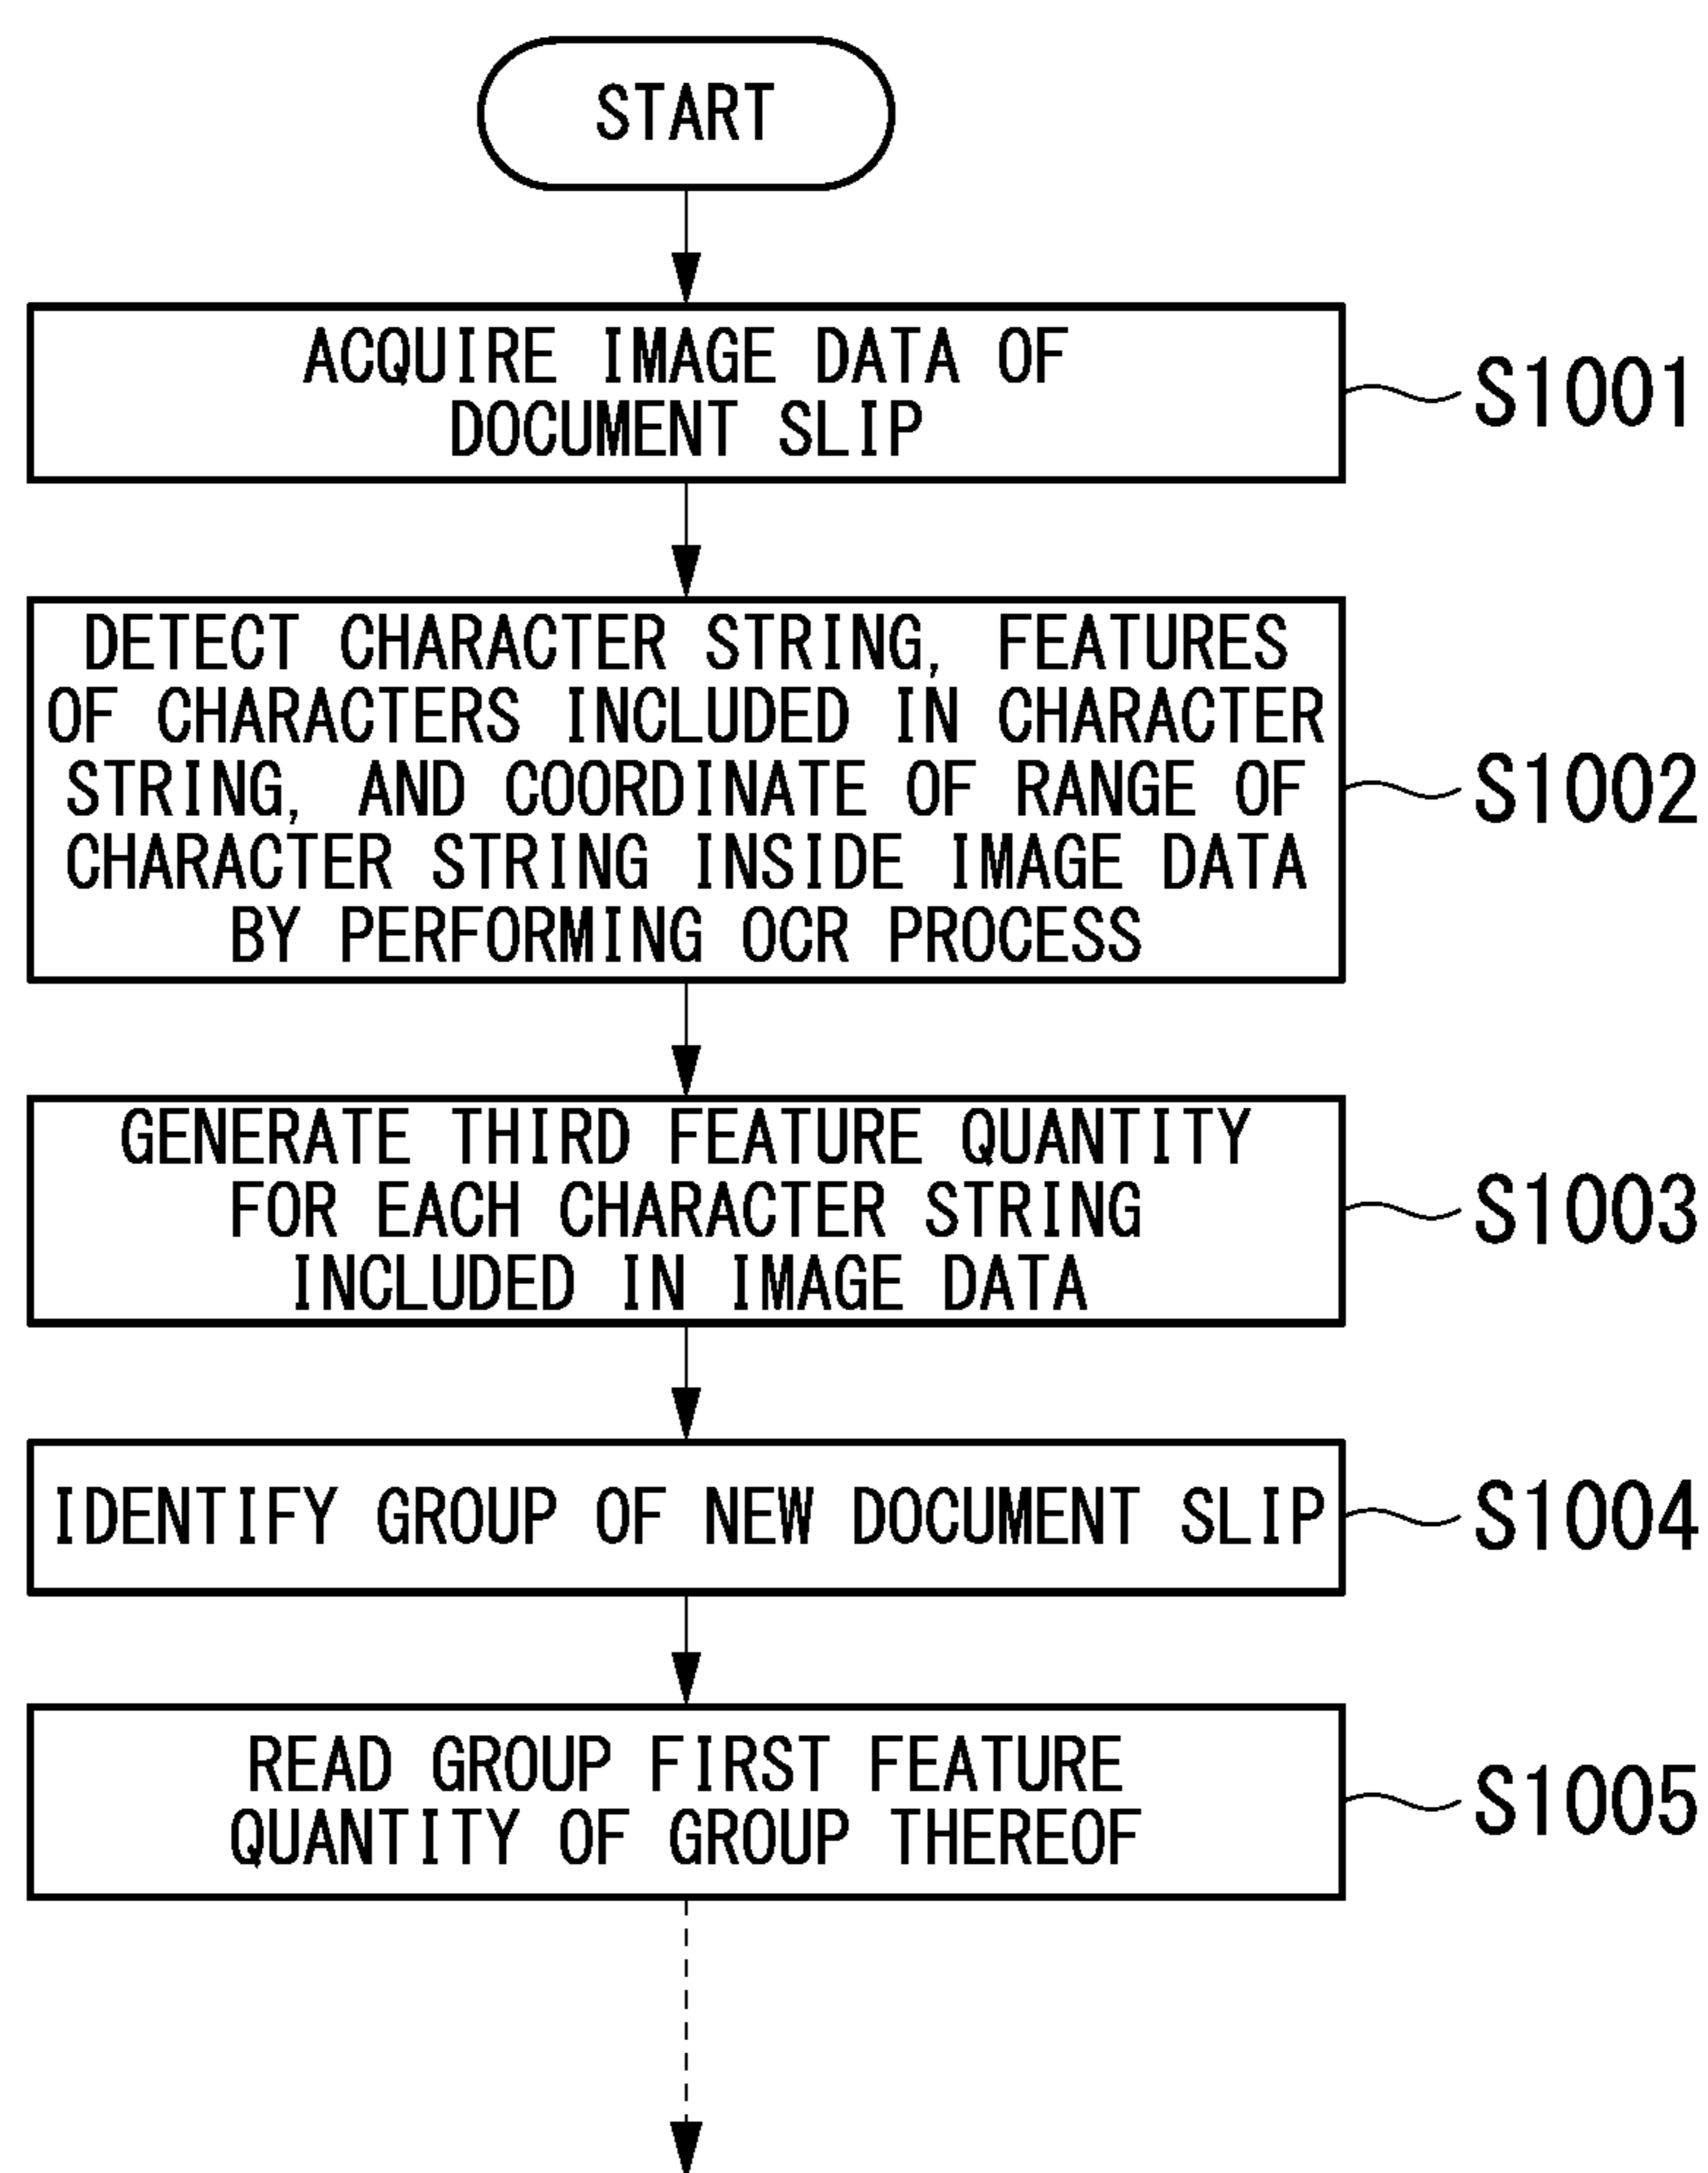 START
ACQUIRE IMAGE DATA OF
DOCUMENT SLIP
S1001
DETECT CHARACTER STRING, FEATURES
OF CHARACTERS INCLUDED IN CHARACTER
STRING, AND COORDINATE OF RANGE OF
CHARACTER STRING INSIDE IMAGE DATA
BY PERFORMING OCR PROCESS
S1002
GENERATE THIRD FEATURE QUANTITY
FOR EACH CHARACTER STRING
INCLUDED IN IMAGE DATA
S1003
IDENTIFY GROUP OF NEW DOCUMENT SLIP
S1004
READ GROUP FIRST FEATURE
QUANTITY OF GROUP THEREOF
S1005